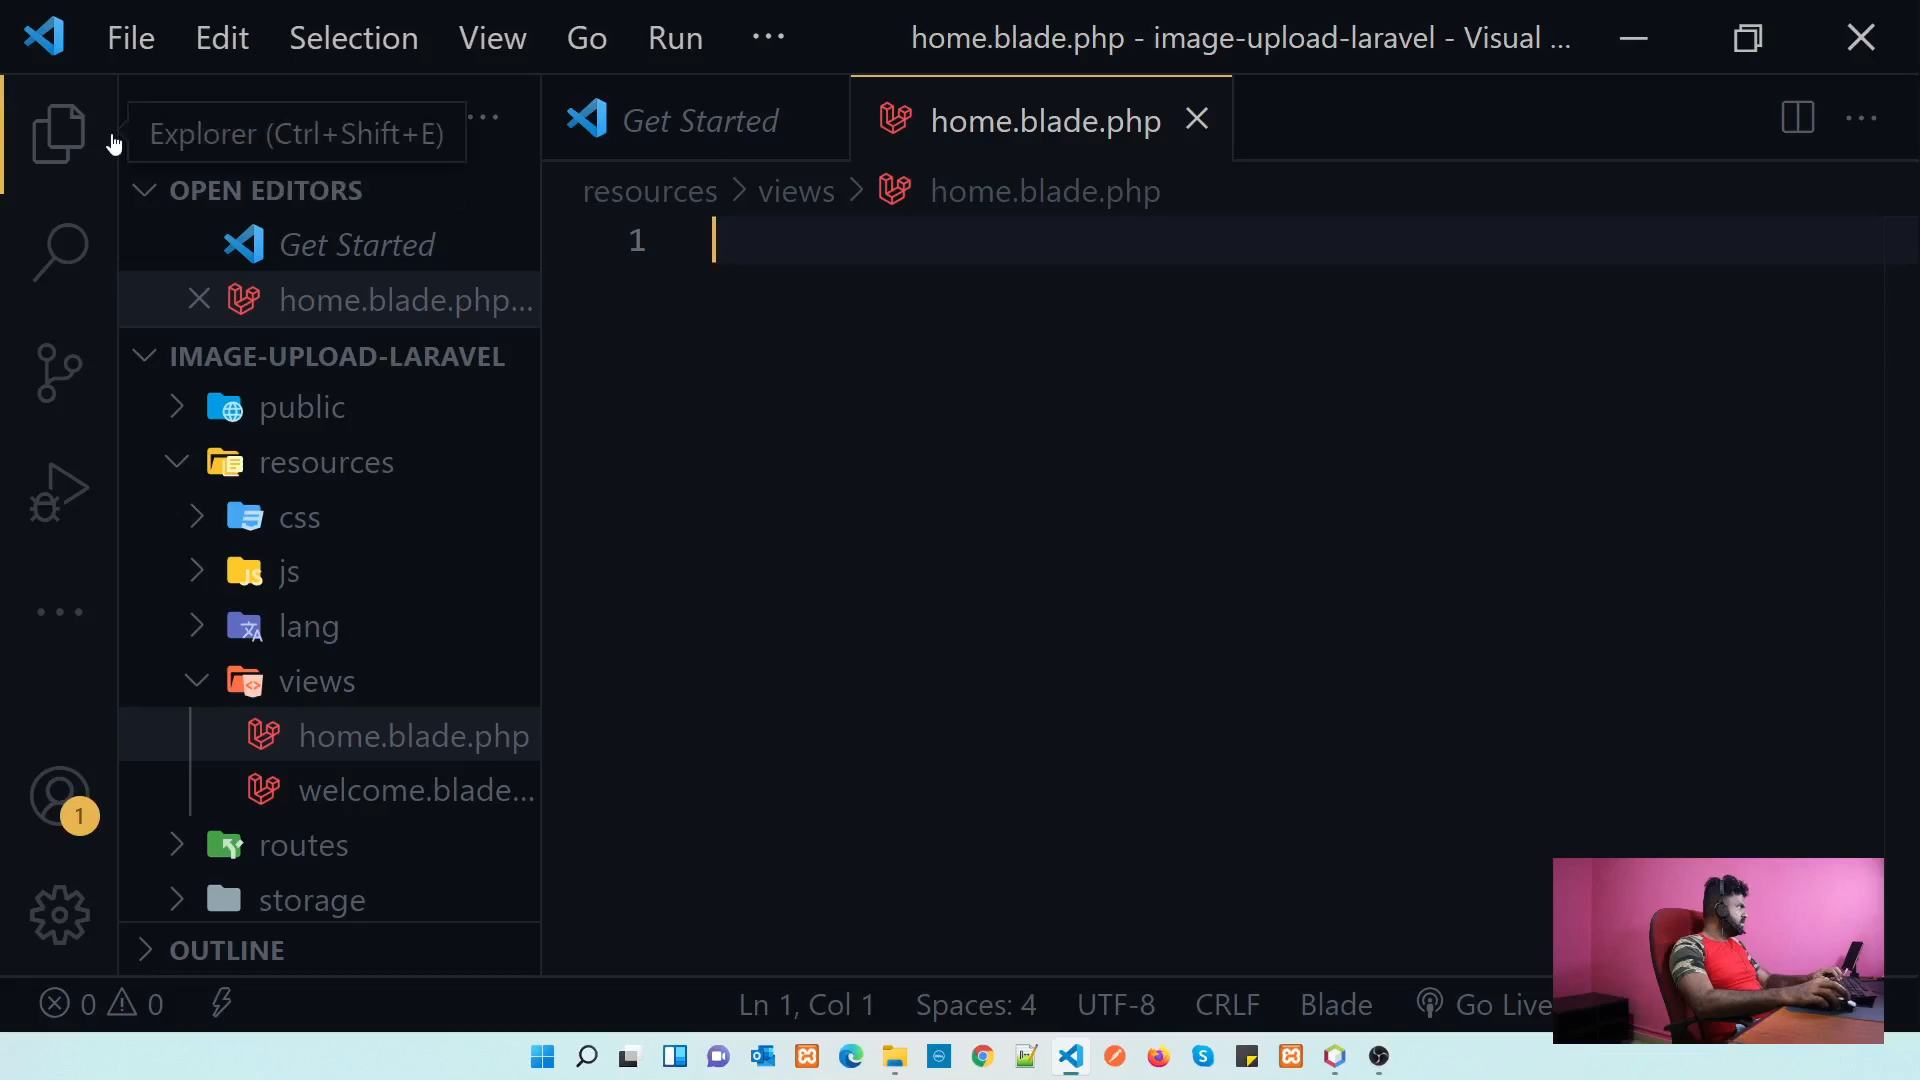 File Edit Selection View Go Run ··· home.blade.php - image-upload-laravel - Visual ...
Explorer (Ctrl+Shift+E) ···
Get Started home.blade.php
OPEN EDITORS
resources > views > home.blade.php
1
Get Started
home.blade.php...
IMAGE-UPLOAD-LARAVEL
public
resources
css
js
lang
views
home.blade.php
welcome.blade...
1
routes
storage
OUTLINE
0 0 Ln 1, Col 1 Spaces: 4 UTF-8 CRLF Blade Go Live